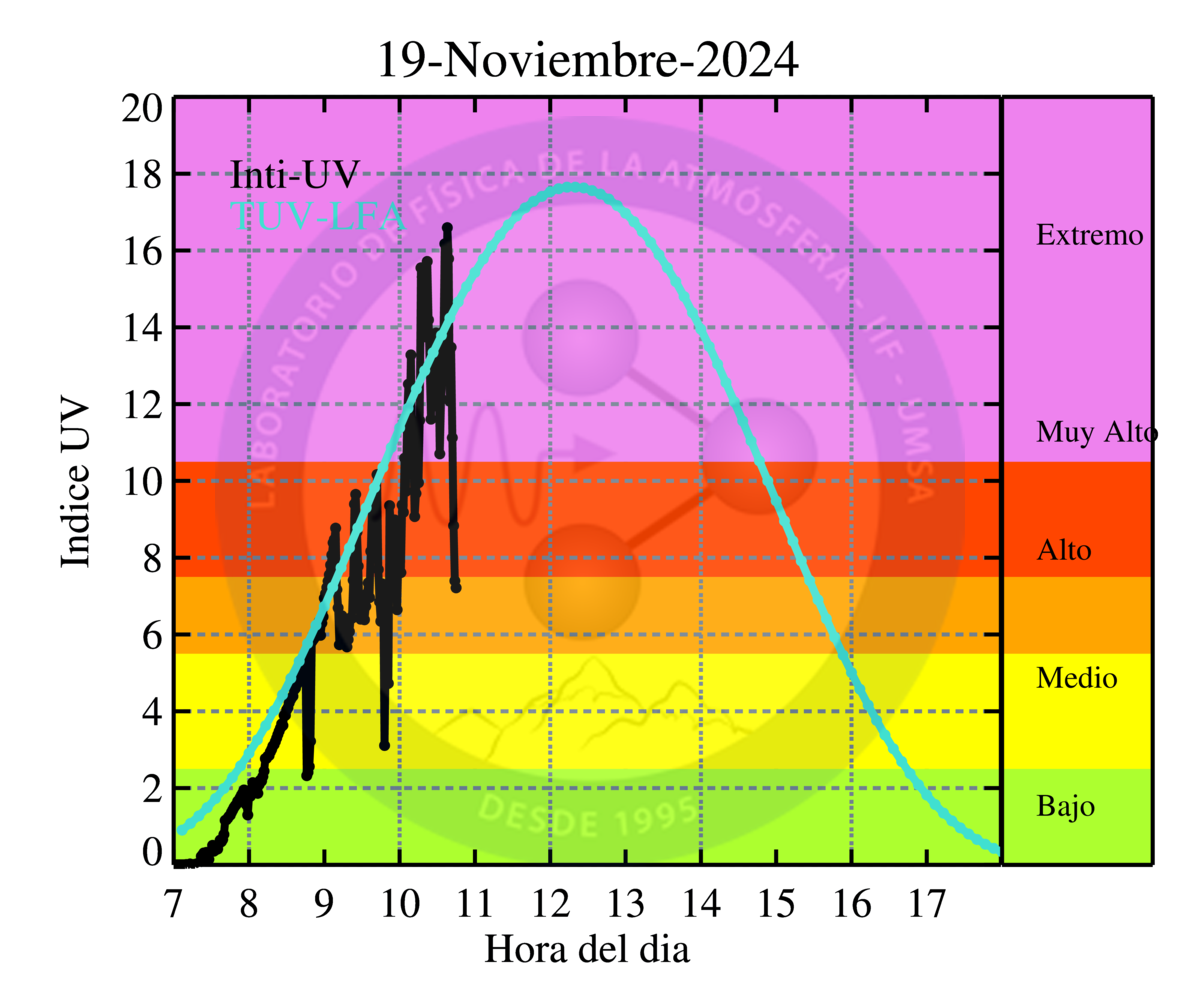 19-Noviembre-2024
Inti-UV
TUV-LFA
LABORATORIO DE FÍSICA DE LA ATMÓSFERA - IIF - UMSA
DESDE 1995
Indice UV
20
18
16
14
12
10
8
6
4
2
0
Extremo
Muy Alto
Alto
Medio
Bajo
7 8 9 10 11 12 13 14 15 16 17
Hora del dia